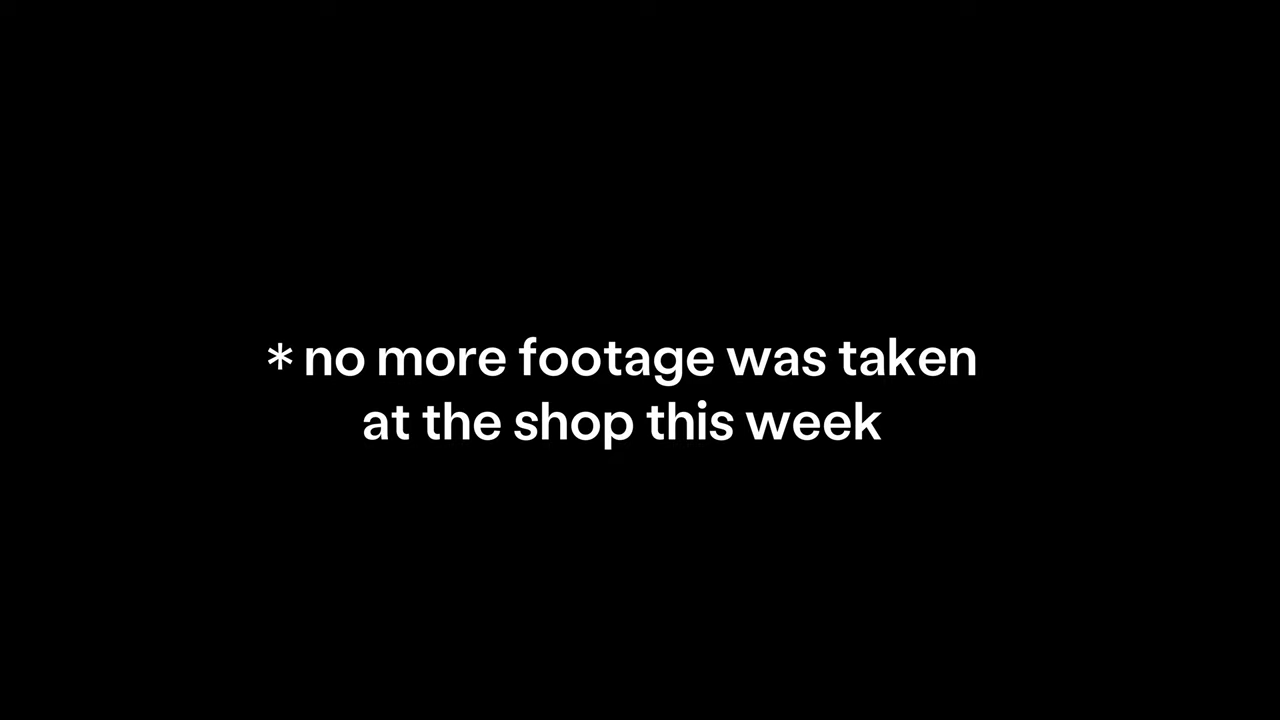 * no more footage was taken
at the shop this week